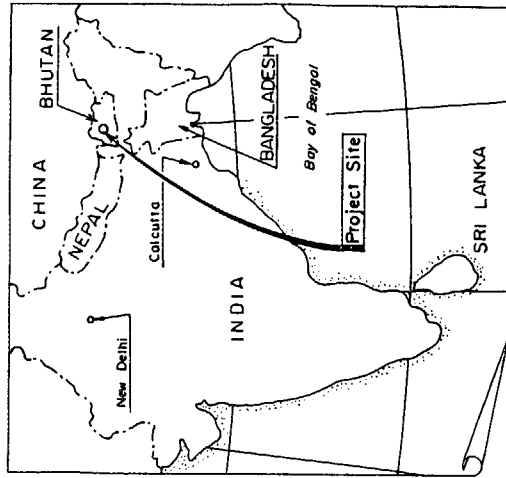 CHINA
BHUTAN
NEPAL
New Delhi
Calcutta
BANGLADESH
INDIA
Bay of Bengal
Project Site
SRI LANKA